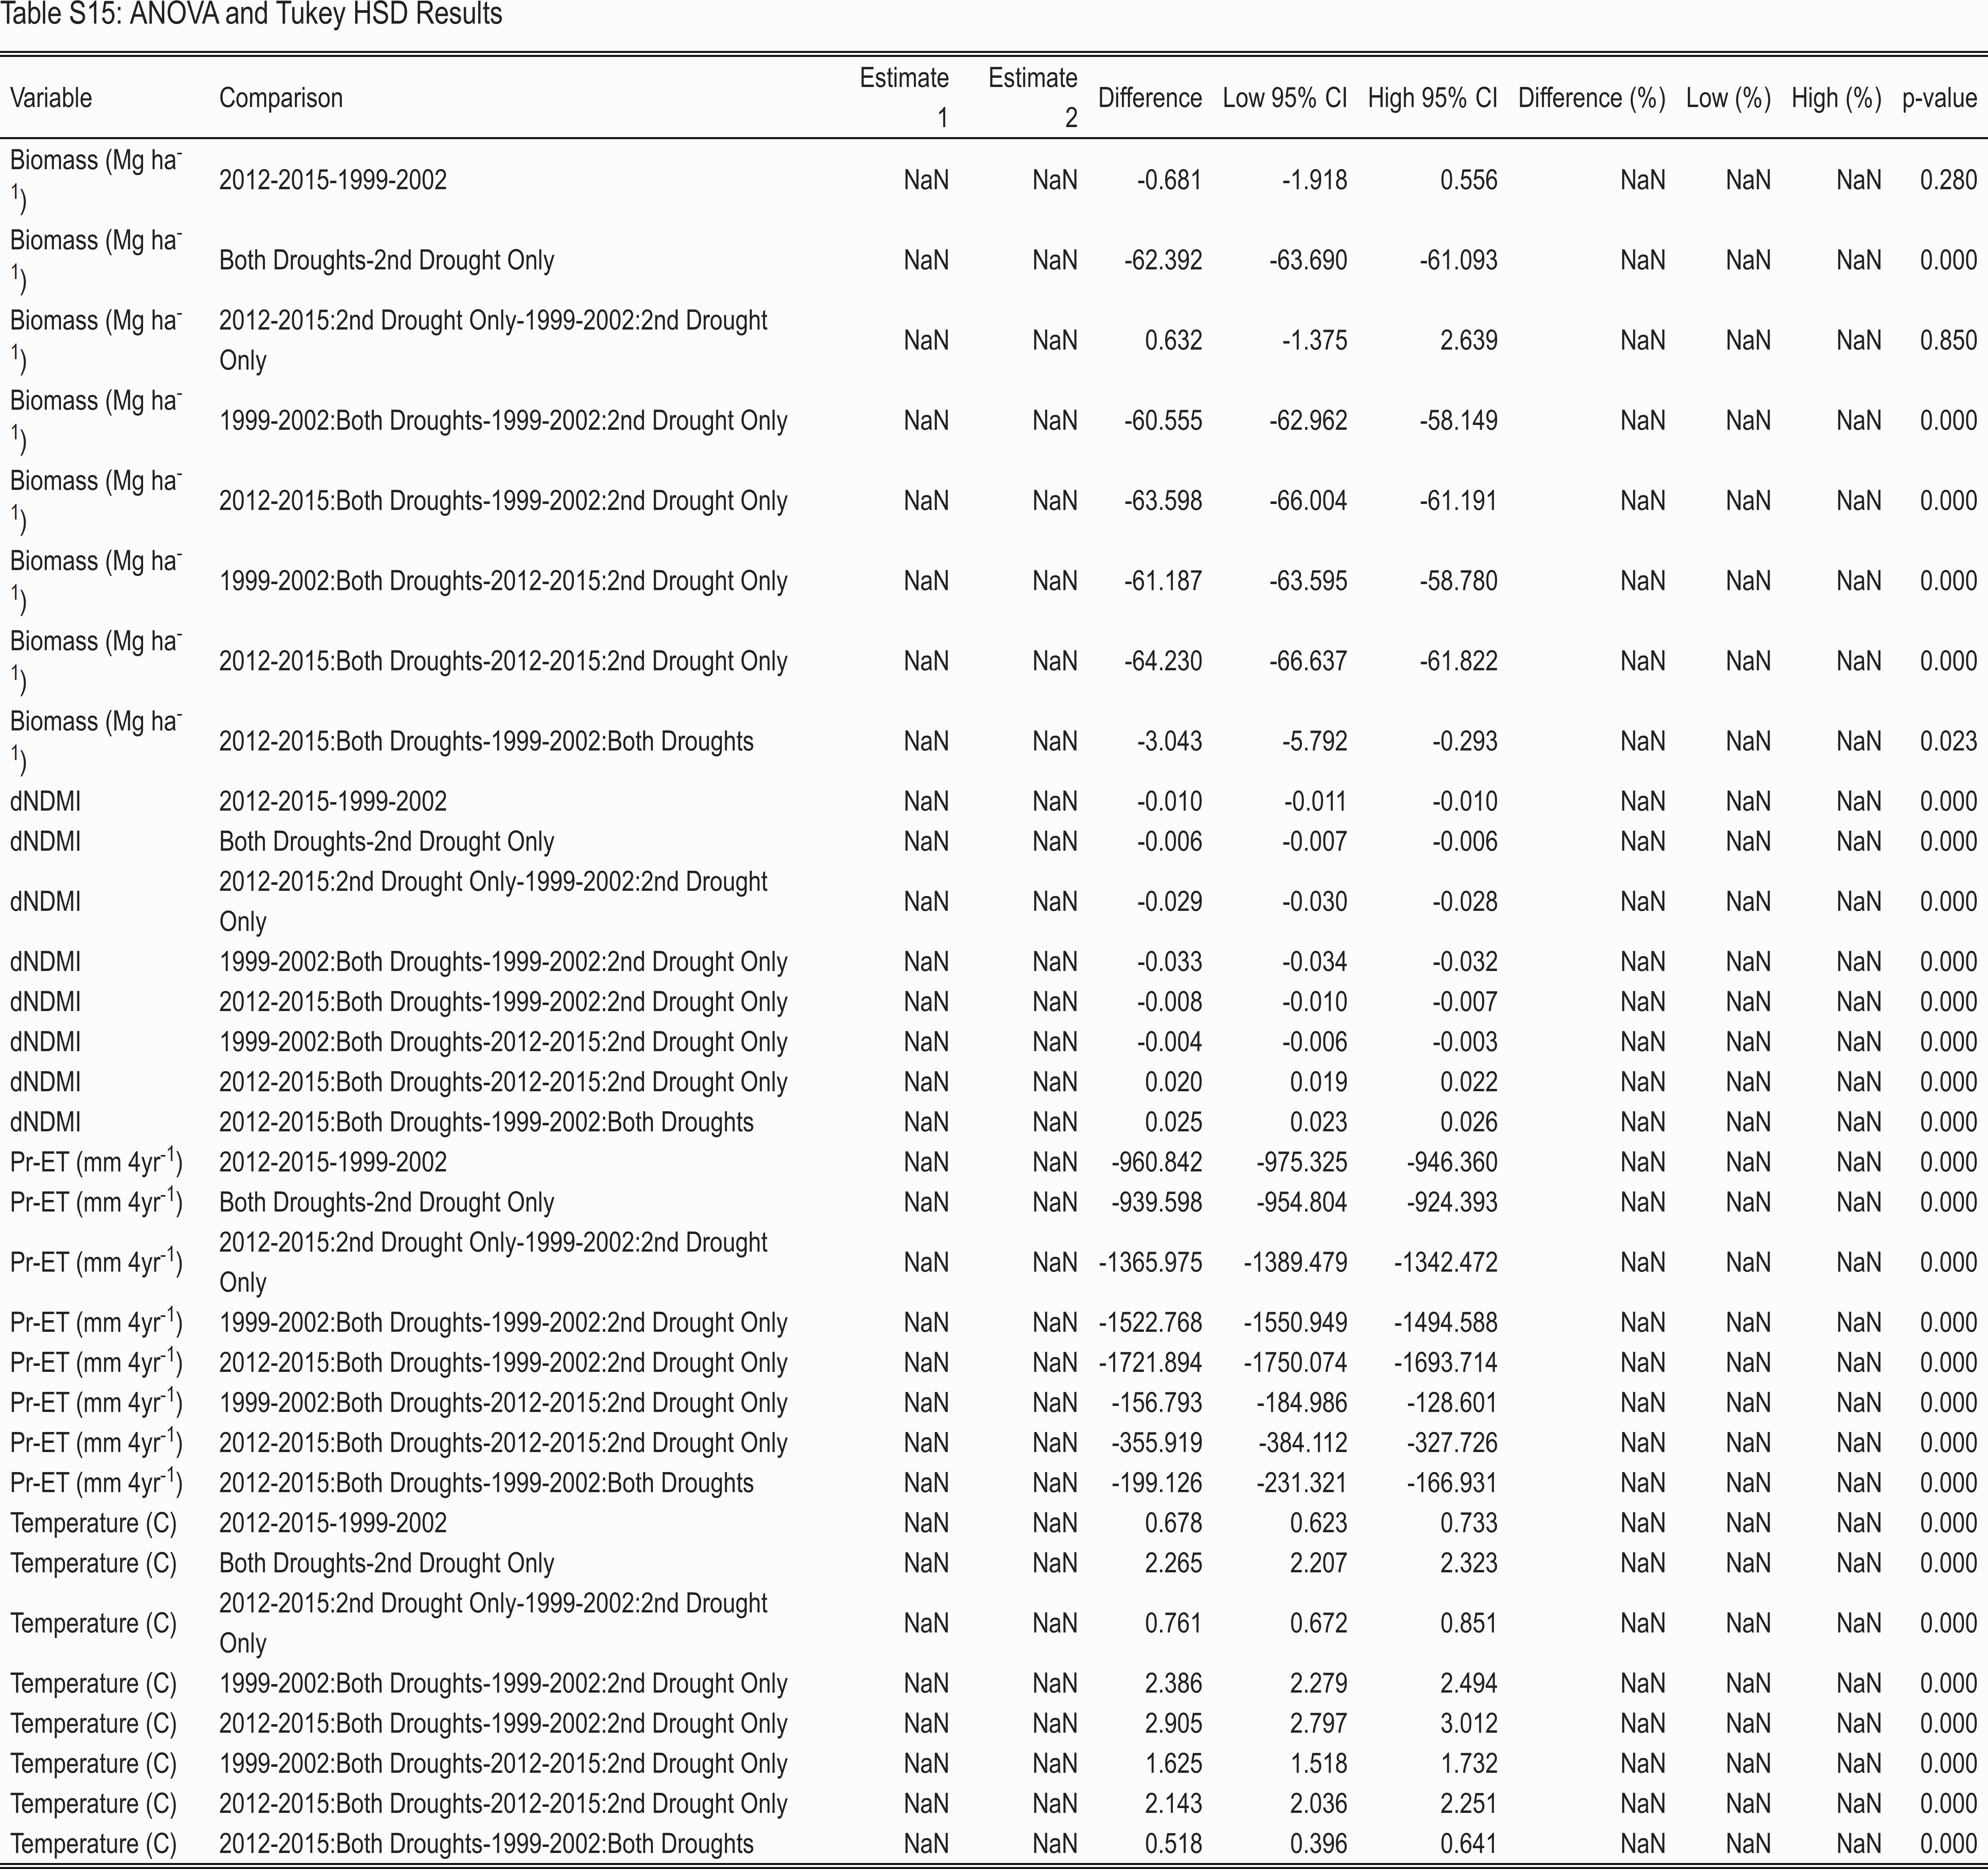 Table S15: ANOVA and Tukey HSD Results
Variable Comparison Estimate 1 Estimate 2 Difference Low 95% CI High 95% CI Difference (%) Low (%) High (%) p-value
Biomass (Mg ha-1) 2012-2015-1999-2002 NaN NaN -0.681 -1.918 0.556 NaN NaN NaN 0.280
Biomass (Mg ha-1) Both Droughts-2nd Drought Only NaN NaN -62.392 -63.690 -61.093 NaN NaN NaN 0.000
Biomass (Mg ha-1) 2012-2015:2nd Drought Only-1999-2002:2nd Drought Only NaN NaN 0.632 -1.375 2.639 NaN NaN NaN 0.850
Biomass (Mg ha-1) 1999-2002:Both Droughts-1999-2002:2nd Drought Only NaN NaN -60.555 -62.962 -58.149 NaN NaN NaN 0.000
Biomass (Mg ha-1) 2012-2015:Both Droughts-1999-2002:2nd Drought Only NaN NaN -63.598 -66.004 -61.191 NaN NaN NaN 0.000
Biomass (Mg ha-1) 1999-2002:Both Droughts-2012-2015:2nd Drought Only NaN NaN -61.187 -63.595 -58.780 NaN NaN NaN 0.000
Biomass (Mg ha-1) 2012-2015:Both Droughts-2012-2015:2nd Drought Only NaN NaN -64.230 -66.637 -61.822 NaN NaN NaN 0.000
Biomass (Mg ha-1) 2012-2015:Both Droughts-1999-2002:Both Droughts NaN NaN -3.043 -5.792 -0.293 NaN NaN NaN 0.023
dNDMI 2012-2015-1999-2002 NaN NaN -0.010 -0.011 -0.010 NaN NaN NaN 0.000
dNDMI Both Droughts-2nd Drought Only NaN NaN -0.006 -0.007 -0.006 NaN NaN NaN 0.000
dNDMI 2012-2015:2nd Drought Only-1999-2002:2nd Drought Only NaN NaN -0.029 -0.030 -0.028 NaN NaN NaN 0.000
dNDMI 1999-2002:Both Droughts-1999-2002:2nd Drought Only NaN NaN -0.033 -0.034 -0.032 NaN NaN NaN 0.000
dNDMI 2012-2015:Both Droughts-1999-2002:2nd Drought Only NaN NaN -0.008 -0.010 -0.007 NaN NaN NaN 0.000
dNDMI 1999-2002:Both Droughts-2012-2015:2nd Drought Only NaN NaN -0.004 -0.006 -0.003 NaN NaN NaN 0.000
dNDMI 2012-2015:Both Droughts-2012-2015:2nd Drought Only NaN NaN 0.020 0.019 0.022 NaN NaN NaN 0.000
dNDMI 2012-2015:Both Droughts-1999-2002:Both Droughts NaN NaN 0.025 0.023 0.026 NaN NaN NaN 0.000
Pr-ET (mm 4yr-1) 2012-2015-1999-2002 NaN NaN -960.842 -975.325 -946.360 NaN NaN NaN 0.000
Pr-ET (mm 4yr-1) Both Droughts-2nd Drought Only NaN NaN -939.598 -954.804 -924.393 NaN NaN NaN 0.000
Pr-ET (mm 4yr-1) 2012-2015:2nd Drought Only-1999-2002:2nd Drought Only NaN NaN -1365.975 -1389.479 -1342.472 NaN NaN NaN 0.000
Pr-ET (mm 4yr-1) 1999-2002:Both Droughts-1999-2002:2nd Drought Only NaN NaN -1522.768 -1550.949 -1494.588 NaN NaN NaN 0.000
Pr-ET (mm 4yr-1) 2012-2015:Both Droughts-1999-2002:2nd Drought Only NaN NaN -1721.894 -1750.074 -1693.714 NaN NaN NaN 0.000
Pr-ET (mm 4yr-1) 1999-2002:Both Droughts-2012-2015:2nd Drought Only NaN NaN -156.793 -184.986 -128.601 NaN NaN NaN 0.000
Pr-ET (mm 4yr-1) 2012-2015:Both Droughts-2012-2015:2nd Drought Only NaN NaN -355.919 -384.112 -327.726 NaN NaN NaN 0.000
Pr-ET (mm 4yr-1) 2012-2015:Both Droughts-1999-2002:Both Droughts NaN NaN -199.126 -231.321 -166.931 NaN NaN NaN 0.000
Temperature (C) 2012-2015-1999-2002 NaN NaN 0.678 0.623 0.733 NaN NaN NaN 0.000
Temperature (C) Both Droughts-2nd Drought Only NaN NaN 2.265 2.207 2.323 NaN NaN NaN 0.000
Temperature (C) 2012-2015:2nd Drought Only-1999-2002:2nd Drought Only NaN NaN 0.761 0.672 0.851 NaN NaN NaN 0.000
Temperature (C) 1999-2002:Both Droughts-1999-2002:2nd Drought Only NaN NaN 2.386 2.279 2.494 NaN NaN NaN 0.000
Temperature (C) 2012-2015:Both Droughts-1999-2002:2nd Drought Only NaN NaN 2.905 2.797 3.012 NaN NaN NaN 0.000
Temperature (C) 1999-2002:Both Droughts-2012-2015:2nd Drought Only NaN NaN 1.625 1.518 1.732 NaN NaN NaN 0.000
Temperature (C) 2012-2015:Both Droughts-2012-2015:2nd Drought Only NaN NaN 2.143 2.036 2.251 NaN NaN NaN 0.000
Temperature (C) 2012-2015:Both Droughts-1999-2002:Both Droughts NaN NaN 0.518 0.396 0.641 NaN NaN NaN 0.000